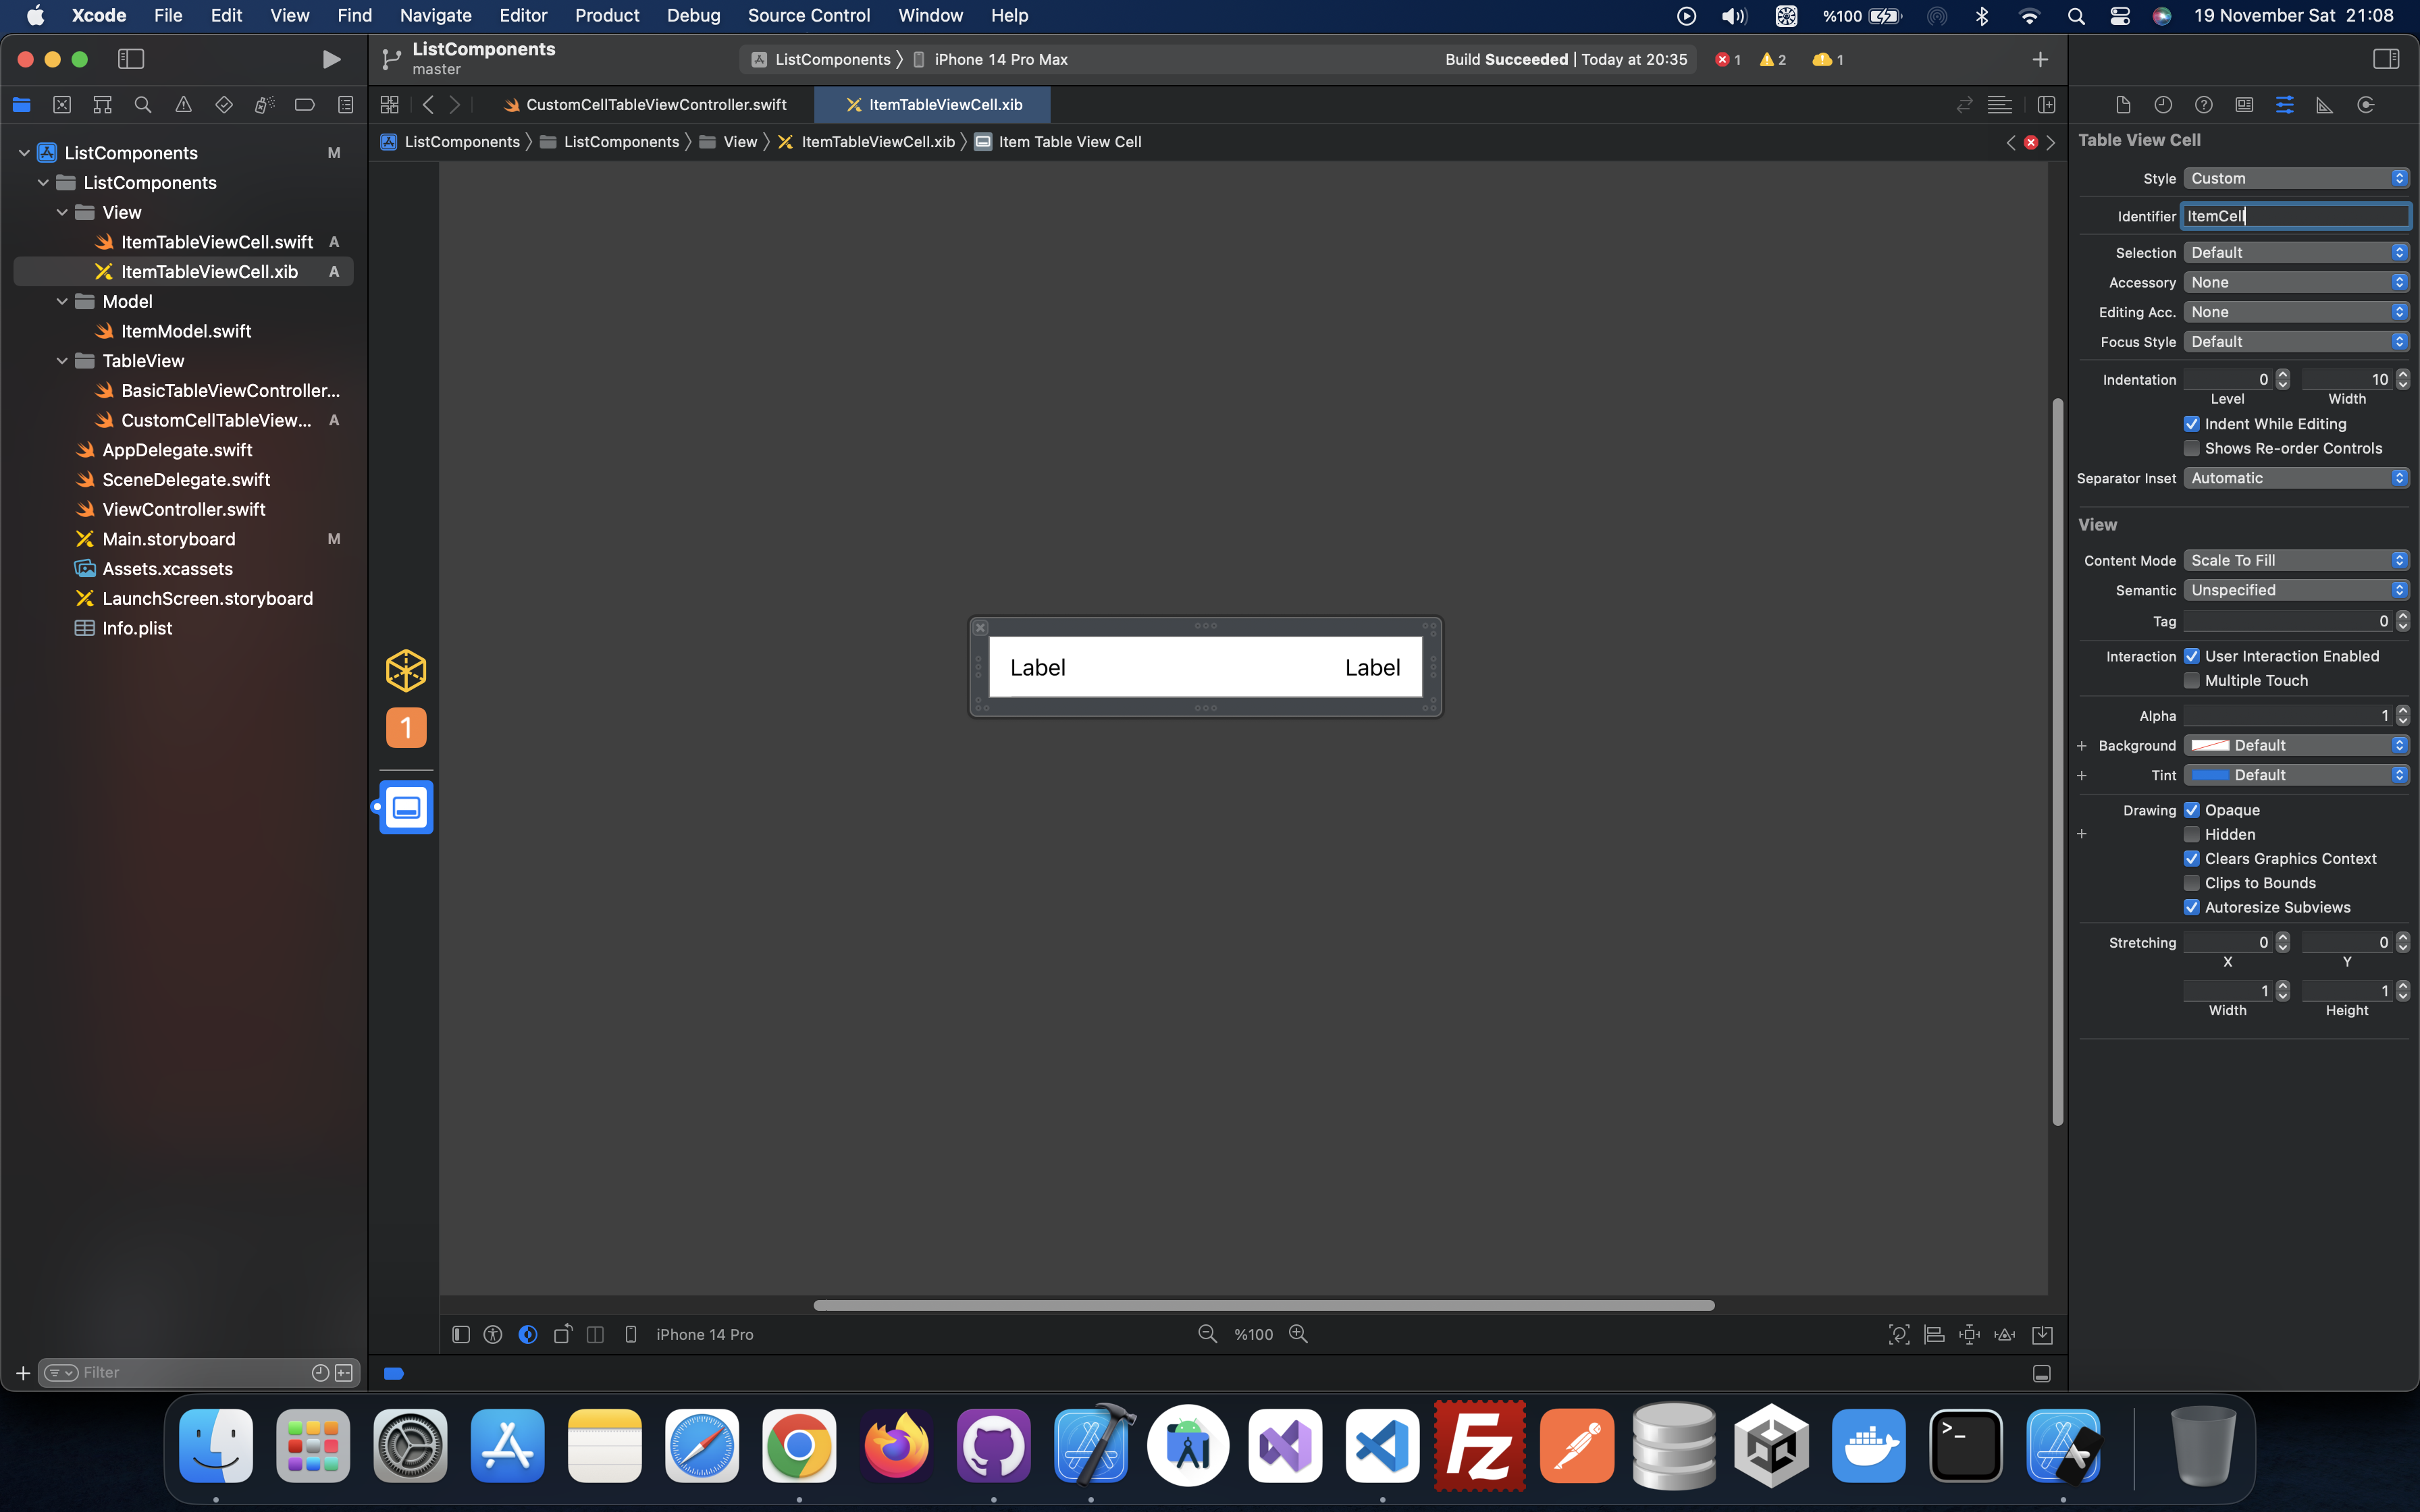 Xcode File Edit View Find Navigate Editor Product Debug Source Control Window Help %100 19 November Sat 21:08
ListComponents
master
ListComponents iPhone 14 Pro Max Build Succeeded | Today at 20:35 1 2 1
CustomCellTableViewController.swift ItemTableViewCell.xib
ListComponents ListComponents View ItemTableViewCell.xib Item Table View Cell
ListComponents M
ListComponents
View
ItemTableViewCell.swift A
ItemTableViewCell.xib A
Model
ItemModel.swift
TableView
BasicTableViewController...
CustomCellTableView... A
AppDelegate.swift
SceneDelegate.swift
ViewController.swift
Main.storyboard M
Assets.xcassets
LaunchScreen.storyboard
Info.plist
Filter
1
Label Label
iPhone 14 Pro %100
Table View Cell
Style Custom
Identifier ItemCell
Selection Default
Accessory None
Editing Acc. None
Focus Style Default
Indentation 0 10
Level Width
Indent While Editing
Shows Re-order Controls
Separator Inset Automatic
View
Content Mode Scale To Fill
Semantic Unspecified
Tag 0
Interaction User Interaction Enabled
Multiple Touch
Alpha 1
+ Background Default
+ Tint Default
Drawing Opaque
+ Hidden
Clears Graphics Context
Clips to Bounds
Autoresize Subviews
Stretching 0 0
X Y
1 1
Width Height
Fz
>_